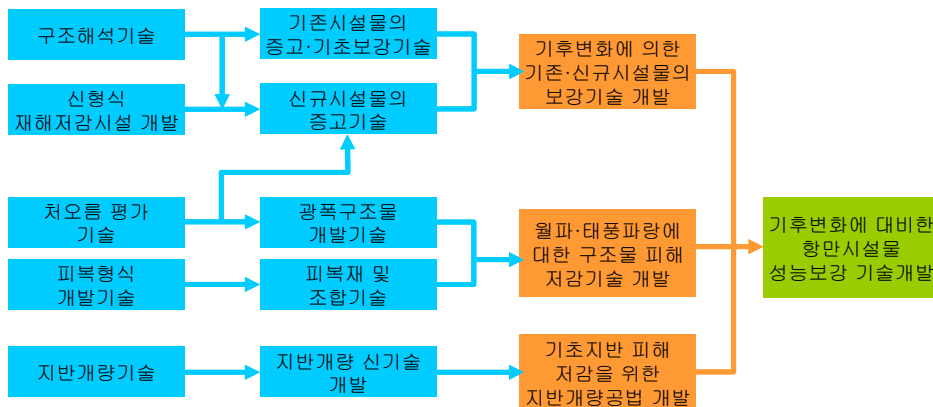 구조해석기술
기존시설물의
증고·기초보강기술
신형식
재해저감시설 개발
신규시설물의
증고기술
기후변화에 의한
기존·신규시설물의
보강기술 개발
처오름 평가
기술
광폭구조물
개발기술
피복형식
개발기술
피복재 및
조합기술
월파·태풍파랑에
대한 구조물 피해
저감기술 개발
지반개량기술
지반개량 신기술
개발
기초지반 피해
저감을 위한
지반개량공법 개발
기후변화에 대비한
항만시설물
성능보강 기술개발